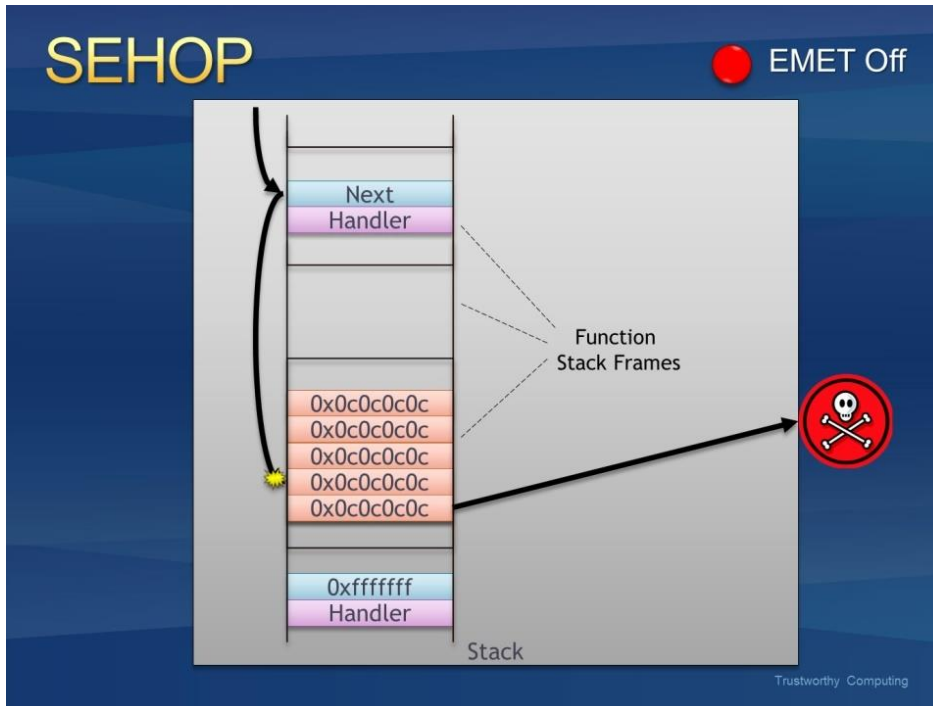 SEHOP
EMET Off
Next
Handler
Function
Stack Frames
0x0c0c0c0c
0x0c0c0c0c
0x0c0c0c0c
0x0c0c0c0c
0x0c0c0c0c
0xfffffff
Handler
Stack
Trustworthy Computing